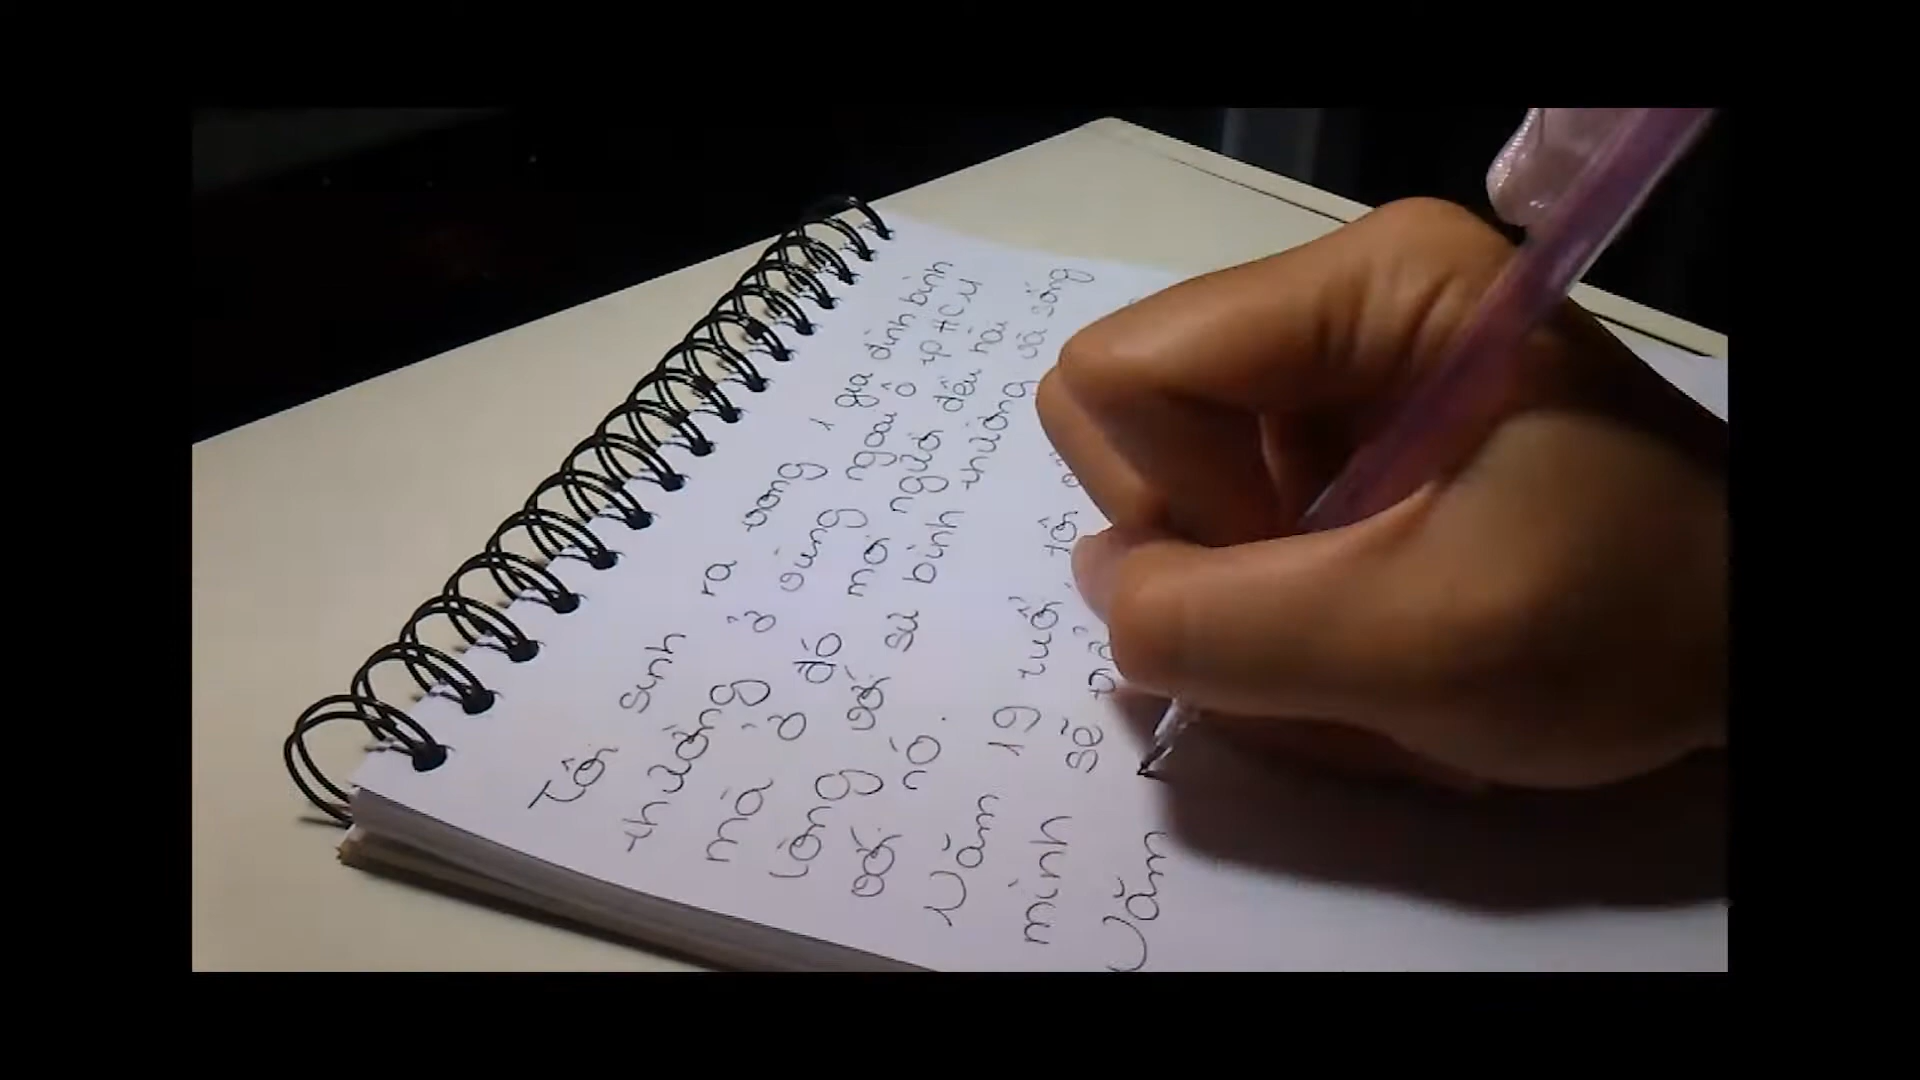 Tôi sinh ra trong 1 gia đình bình
thường ở vùng ngoại ô tp HCM
mà ở đó mọi người đều hài
lòng với sự bình thường và sống
với nó.
Năm 19 tuổi, tôi
mình sẽ
Năm